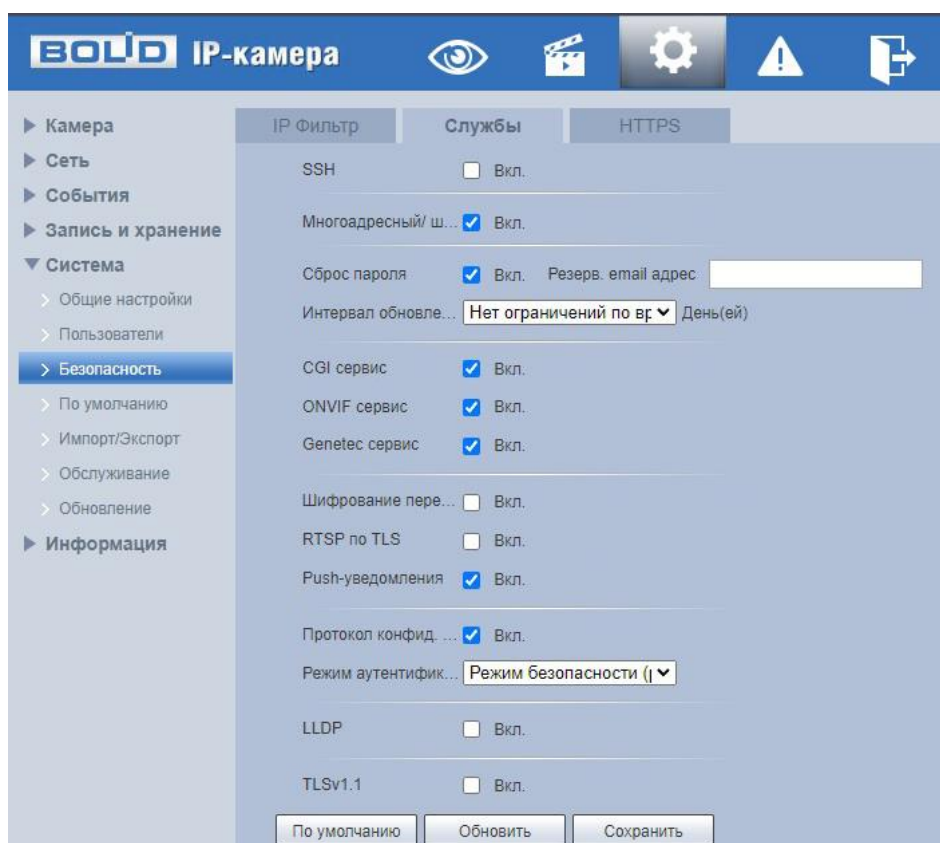 BOLID IP-камера
Камера
Сеть
События
Запись и хранение
Система
Общие настройки
Пользователи
Безопасность
По умолчанию
Импорт/Экспорт
Обслуживание
Обновление
Информация
IP Фильтр Службы HTTPS
SSH Вкл.
Многоадресный/ ш... Вкл.
Сброс пароля Вкл. Резерв. email адрес
Интервал обновле... Нет ограничений по вр День(ей)
CGI сервис Вкл.
ONVIF сервис Вкл.
Genetec сервис Вкл.
Шифрование пере... Вкл.
RTSP по TLS Вкл.
Push-уведомления Вкл.
Протокол конфид. ... Вкл.
Режим аутентифик... Режим безопасности (р
LLDP Вкл.
TLSv1.1 Вкл.
По умолчанию Обновить Сохранить